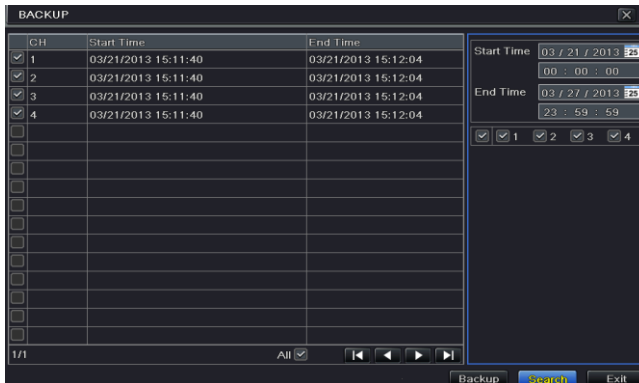 BACKUP
CH Start Time End Time
1 03/21/2013 15:11:40 03/21/2013 15:12:04
2 03/21/2013 15:11:40 03/21/2013 15:12:04
3 03/21/2013 15:11:40 03/21/2013 15:12:04
4 03/21/2013 15:11:40 03/21/2013 15:12:04
1/1 All
Start Time 03 / 21 / 2013 25
00 : 00 : 00
End Time 03 / 27 / 2013 25
23 : 59 : 59
1 2 3 4
Backup Search Exit